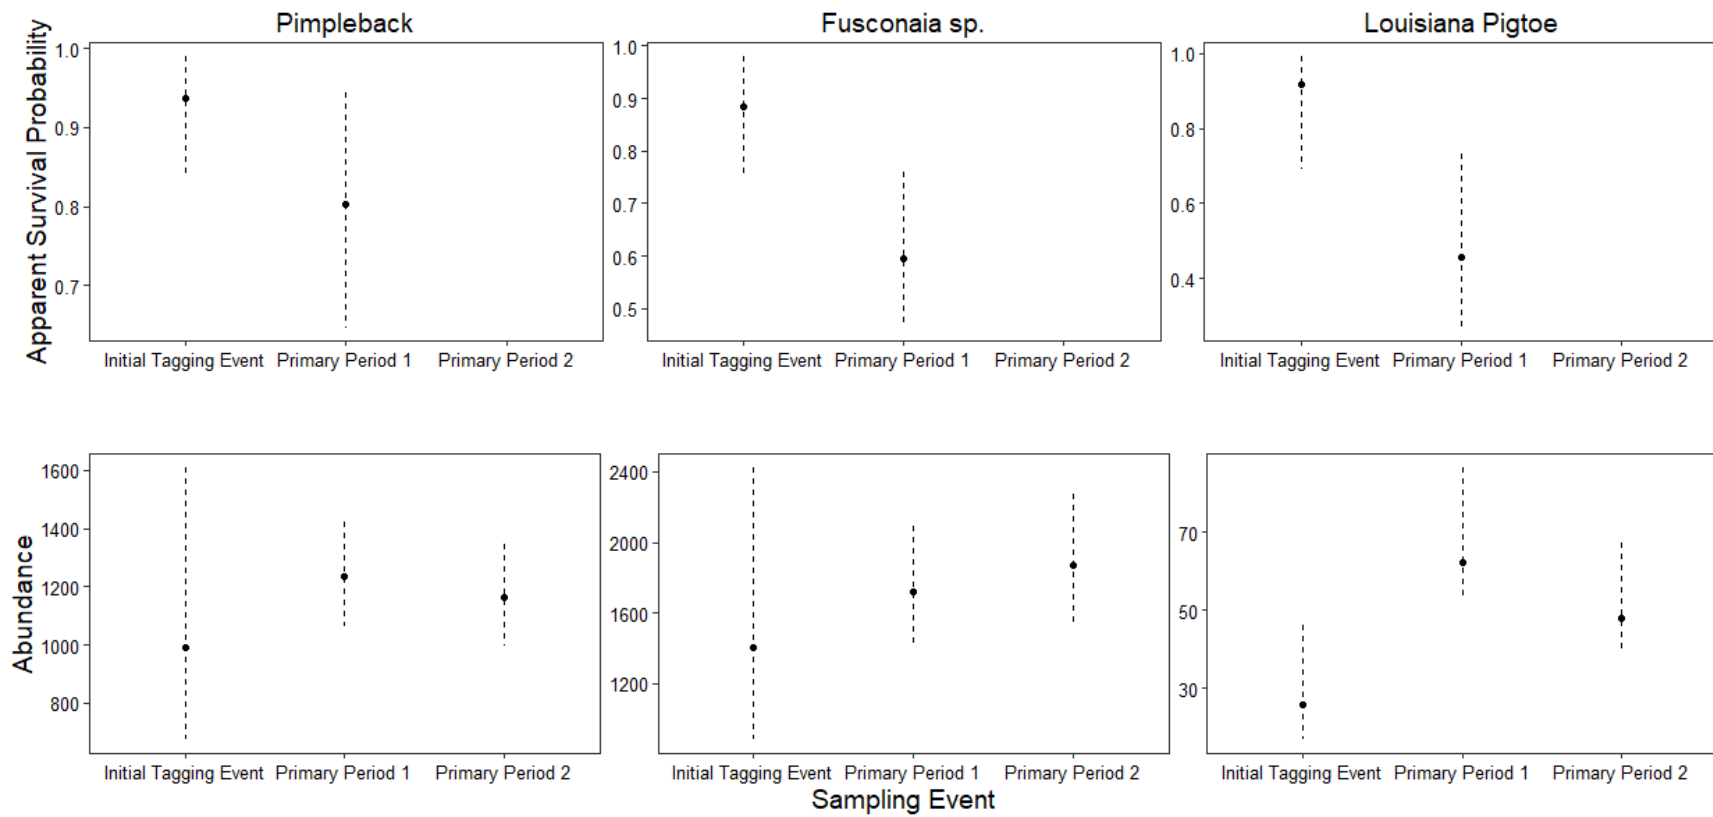 Pimpleback Fusconaia sp. Louisiana Pigtoe
Apparent Survival Probability
1.0
0.9
0.8
0.7
1.0
0.9
0.8
0.7
0.6
0.5
1.0
0.8
0.6
0.4
Initial Tagging Event Primary Period 1 Primary Period 2
Initial Tagging Event Primary Period 1 Primary Period 2
Initial Tagging Event Primary Period 1 Primary Period 2
Abundance
1600
1400
1200
1000
800
2400
2000
1600
1200
70
50
30
Initial Tagging Event Primary Period 1 Primary Period 2
Initial Tagging Event Primary Period 1 Primary Period 2
Initial Tagging Event Primary Period 1 Primary Period 2
Sampling Event